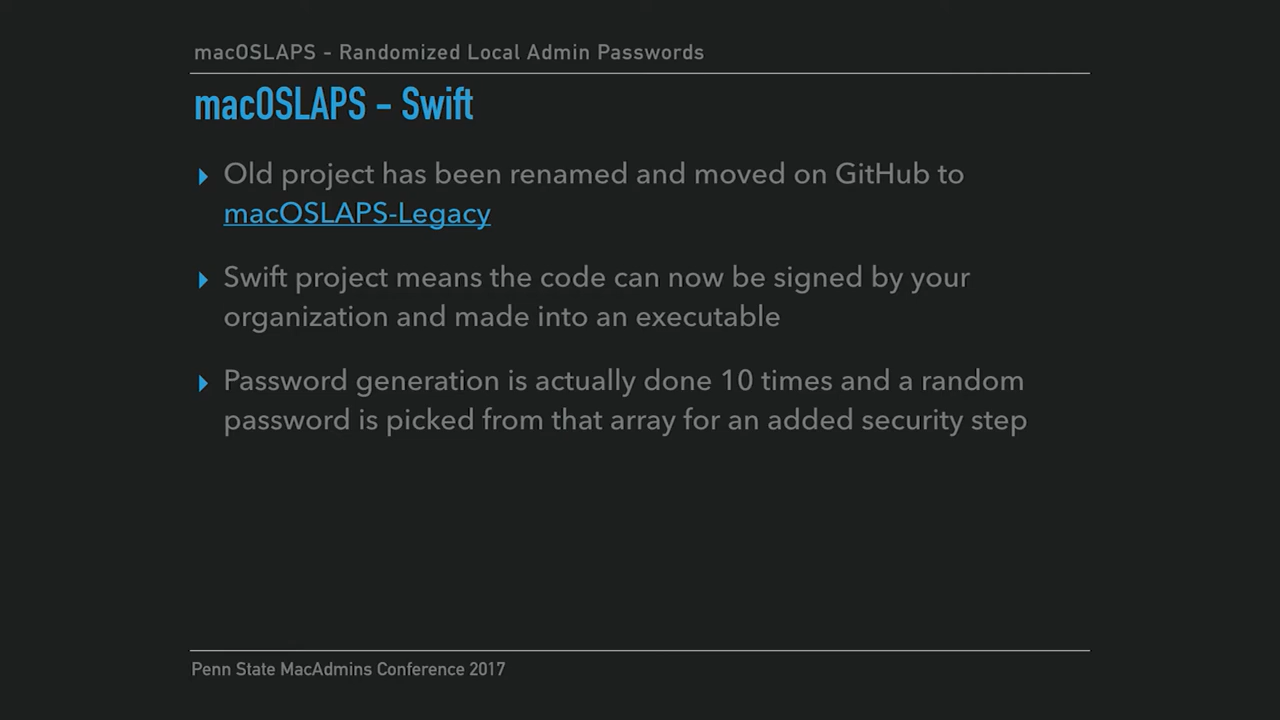 macOSLAPS - Randomized Local Admin Passwords
macOSLAPS - Swift
Old project has been renamed and moved on GitHub to
macOSLAPS-Legacy
Swift project means the code can now be signed by your
organization and made into an executable
Password generation is actually done 10 times and a random
password is picked from that array for an added security step
Penn State MacAdmins Conference 2017